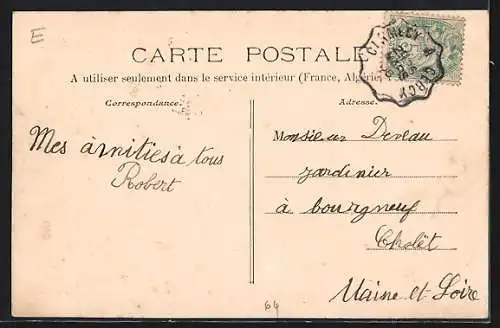 E
CARTE POSTALE
A utiliser seulement dans le service intérieur (France, Algérie,
Correspondance.
Adresse.
Mes amitiés à tous
Robert
Monsieur Deveau
Jardinier
à bourgneuf
Cholêt
Maine et Loire
64